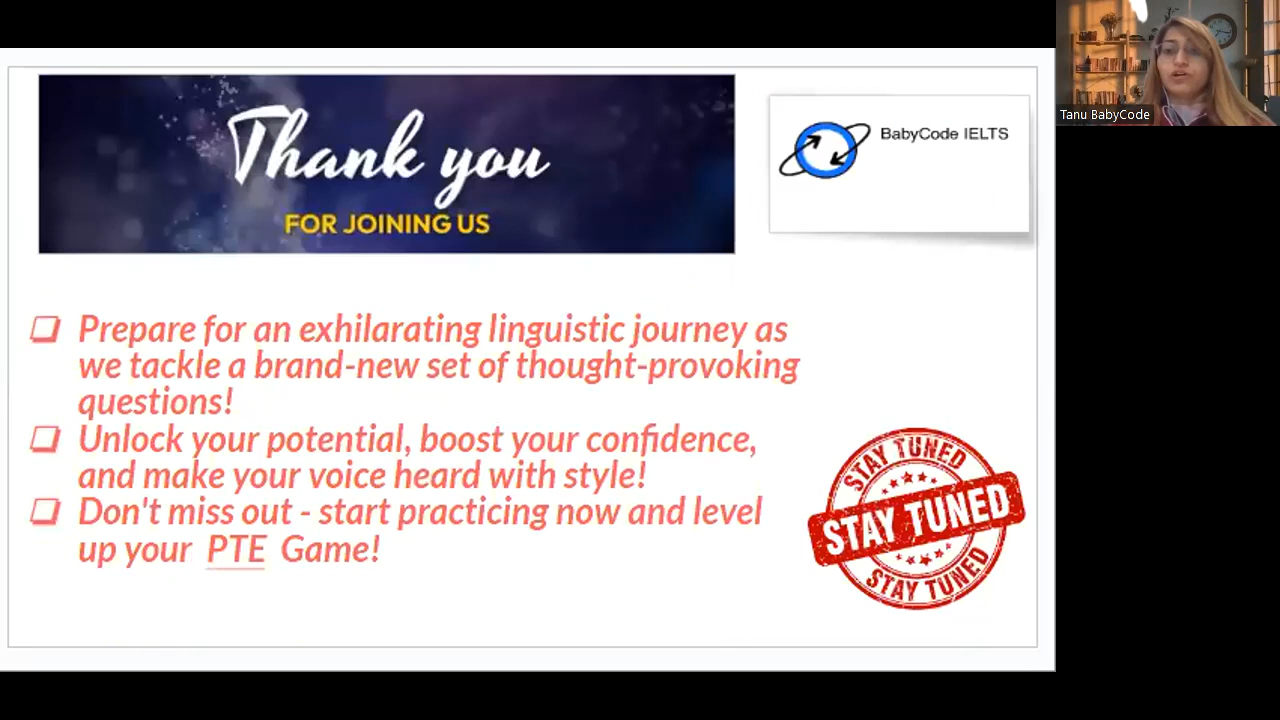 Thank you
FOR JOINING US
BabyCode IELTS
Tanu BabyCode
❑ Prepare for an exhilarating linguistic journey as
we tackle a brand-new set of thought-provoking
questions!
❑ Unlock your potential, boost your confidence,
and make your voice heard with style!
❑ Don't miss out - start practicing now and level
up your PTE Game!
STAY TUNED
STAY TUNED
STAY TUNED